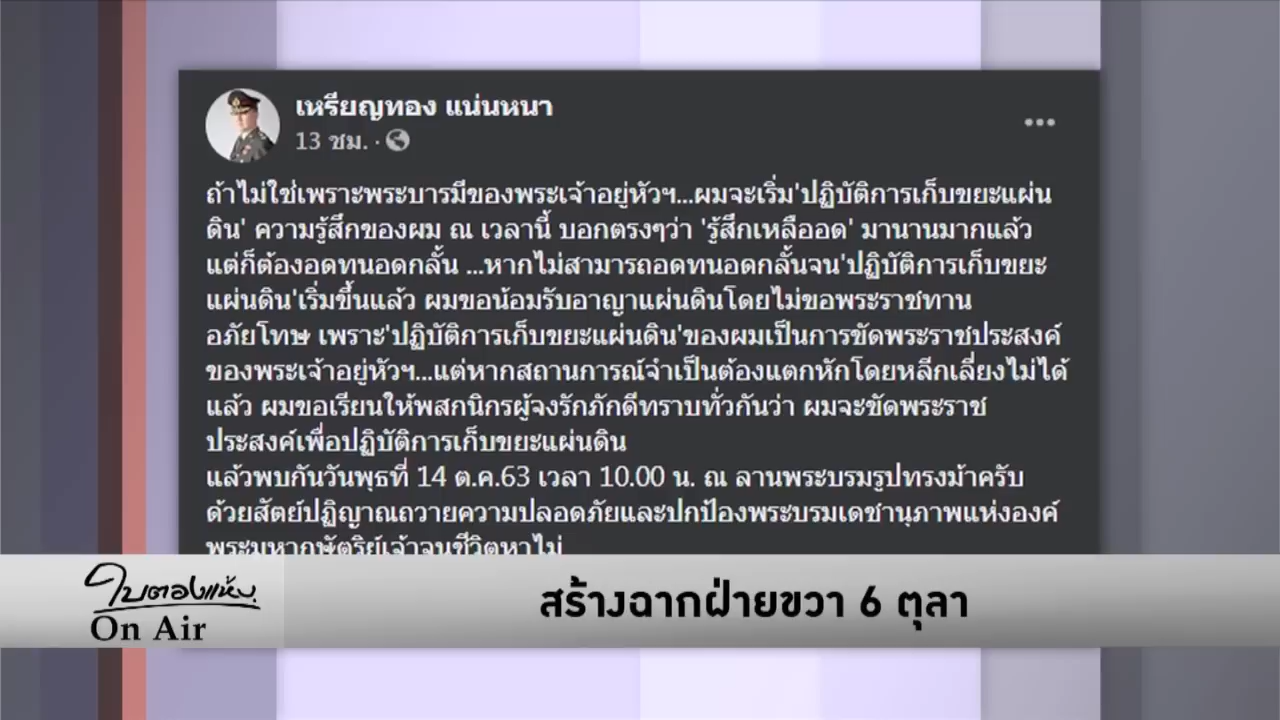 เหรียญทอง แน่นหนา
13 ชม. ·
ถ้าไม่ใช่เพราะพระบารมีของพระเจ้าอยู่หัวฯ...ผมจะเริ่ม'ปฏิบัติการเก็บขยะแผ่น
ดิน' ความรู้สึกของผม ณ เวลานี้ บอกตรงๆว่า 'รู้สึกเหลืออด' มานานมากแล้ว
แต่ก็ต้องอดทนอดกลั้น ...หากไม่สามารถอดทนอดกลั้นจน'ปฏิบัติการเก็บขยะ
แผ่นดิน'เริ่มขึ้นแล้ว ผมขอน้อมรับอาญาแผ่นดินโดยไม่ขอพระราชทาน
อภัยโทษ เพราะ'ปฏิบัติการเก็บขยะแผ่นดิน'ของผมเป็นการขัดพระราชประสงค์
ของพระเจ้าอยู่หัวฯ...แต่หากสถานการณ์จำเป็นต้องแตกหักโดยหลีกเลี่ยงไม่ได้
แล้ว ผมขอเรียนให้พสกนิกรผู้จงรักภักดีทราบทั่วกันว่า ผมจะขัดพระราช
ประสงค์เพื่อปฏิบัติการเก็บขยะแผ่นดิน
แล้วพบกันวันพุธที่ 14 ต.ค.63 เวลา 10.00 น. ณ ลานพระบรมรูปทรงม้าครับ
ด้วยสัตย์ปฏิญาณถวายความปลอดภัยและปกป้องพระบรมเดชานุภาพแห่งองค์
พระมหากษัตริย์เจ้าจนชีวิตหาไม่
ใบตองแห้ง
On Air
สร้างฉากฝ่ายขวา 6 ตุลา